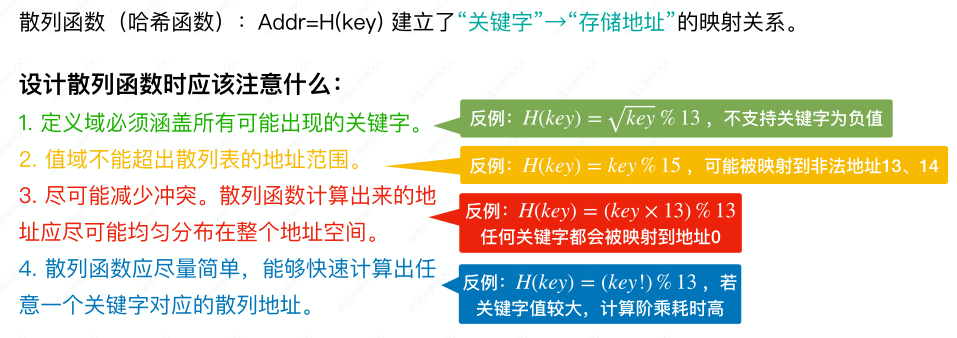 散列函数（哈希函数）：Addr=H(key) 建立了“关键字”→“存储地址”的映射关系。
设计散列函数时应该注意什么：
1. 定义域必须涵盖所有可能出现的关键字。
反例：H(key) = √key % 13 ，不支持关键字为负值
2. 值域不能超出散列表的地址范围。
反例：H(key) = key % 15 ，可能被映射到非法地址13、14
3. 尽可能减少冲突。散列函数计算出来的地
址应尽可能均匀分布在整个地址空间。
反例：H(key) = (key × 13) % 13
任何关键字都会被映射到地址0
4. 散列函数应尽量简单，能够快速计算出任
意一个关键字对应的散列地址。
反例：H(key) = (key!) % 13 ，若
关键字值较大，计算阶乘耗时高